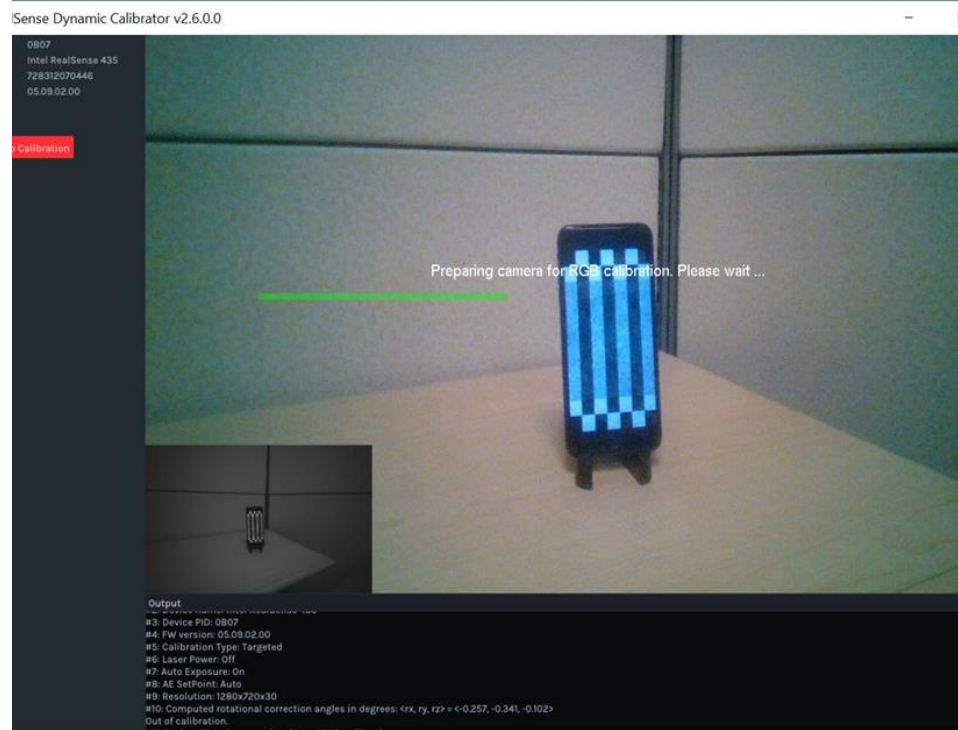 lSense Dynamic Calibrator v2.6.0.0
0B07
Intel RealSense 435
728312070446
05.09.02.00
Calibration
Preparing camera for RGB calibration. Please wait ...
Output
#3: Device PID: 0B07
#4: FW version: 05.09.02.00
#5: Calibration Type: Targeted
#6: Laser Power: Off
#7: Auto Exposure: On
#8: AE SetPoint: Auto
#9: Resolution: 1280x720x30
#10: Computed rotational correction angles in degrees: <rx, ry, rz> = <-0.257, -0.341, -0.102>
Out of calibration.